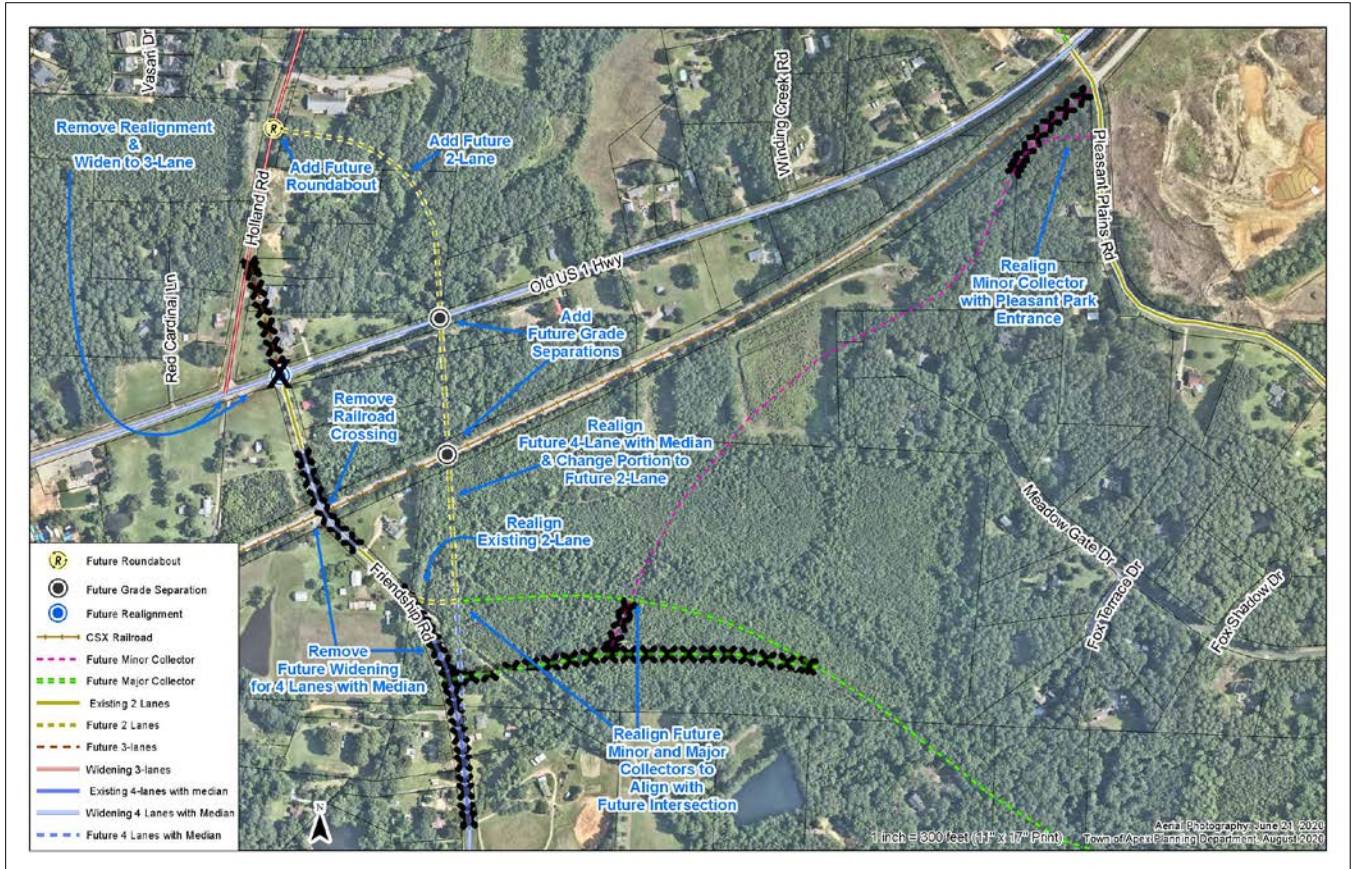 Vasari Dr
Remove Realignment
&
Widen to 3-Lane
R
Add Future
Roundabout
Add Future
2-Lane
Holland Rd
Winding Creek Rd
Pleasant Plains Rd
Realign
Minor Collector
with Pleasant Park
Entrance
Red Cardinal Ln
Old US 1 Hwy
Add
Future Grade
Separations
Remove
Railroad
Crossing
Realign
Future 4-Lane with Median
& Change Portion to
Future 2-Lane
Realign
Existing 2-Lane
Friendship Rd
Meadow Gate Dr
Fox Terrace Dr
Fox Shadow Dr
Remove
Future Widening
for 4 Lanes with Median
Realign Future
Minor and Major
Collectors to
Align with
Future Intersection
R Future Roundabout
Future Grade Separation
Future Realignment
CSX Railroad
Future Minor Collector
Future Major Collector
Existing 2 Lanes
Future 2 Lanes
Future 3-lanes
Widening 3-lanes
Existing 4-lanes with median
Widening 4 Lanes with Median
Future 4 Lanes with Median
N
1 inch = 300 feet (11" x 17" Print)
Aerial Photography: June 21, 2020
Town of Apex Planning Department, August 2020